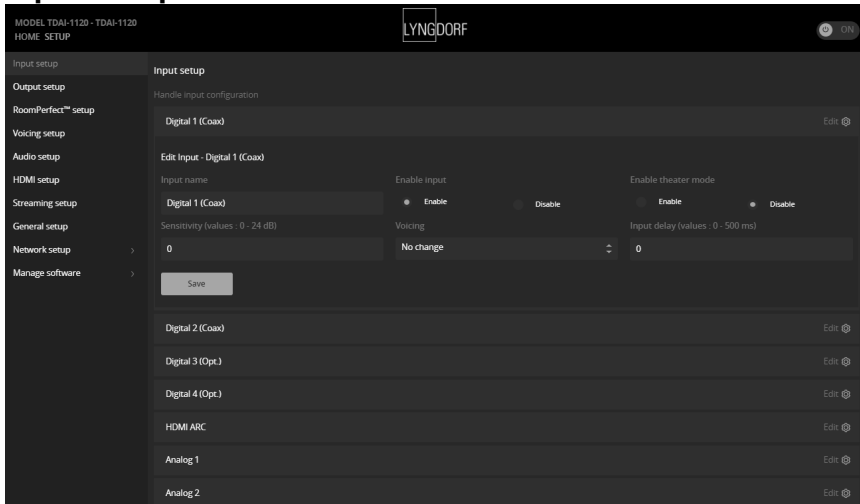 MODEL TDAI-1120 - TDAI-1120
HOME SETUP
LYNGDORF
ON
Input setup
Output setup
RoomPerfect™ setup
Voicing setup
Audio setup
HDMI setup
Streaming setup
General setup
Network setup
Manage software
Input setup
Handle input configuration
Digital 1 (Coax) Edit
Edit Input - Digital 1 (Coax)
Input name Enable input Enable theater mode
Digital 1 (Coax) Enable Disable Enable Disable
Sensitivity (values : 0 - 24 dB) Voicing Input delay (values : 0 - 500 ms)
0 No change 0
Save
Digital 2 (Coax) Edit
Digital 3 (Opt.) Edit
Digital 4 (Opt.) Edit
HDMI ARC Edit
Analog 1 Edit
Analog 2 Edit